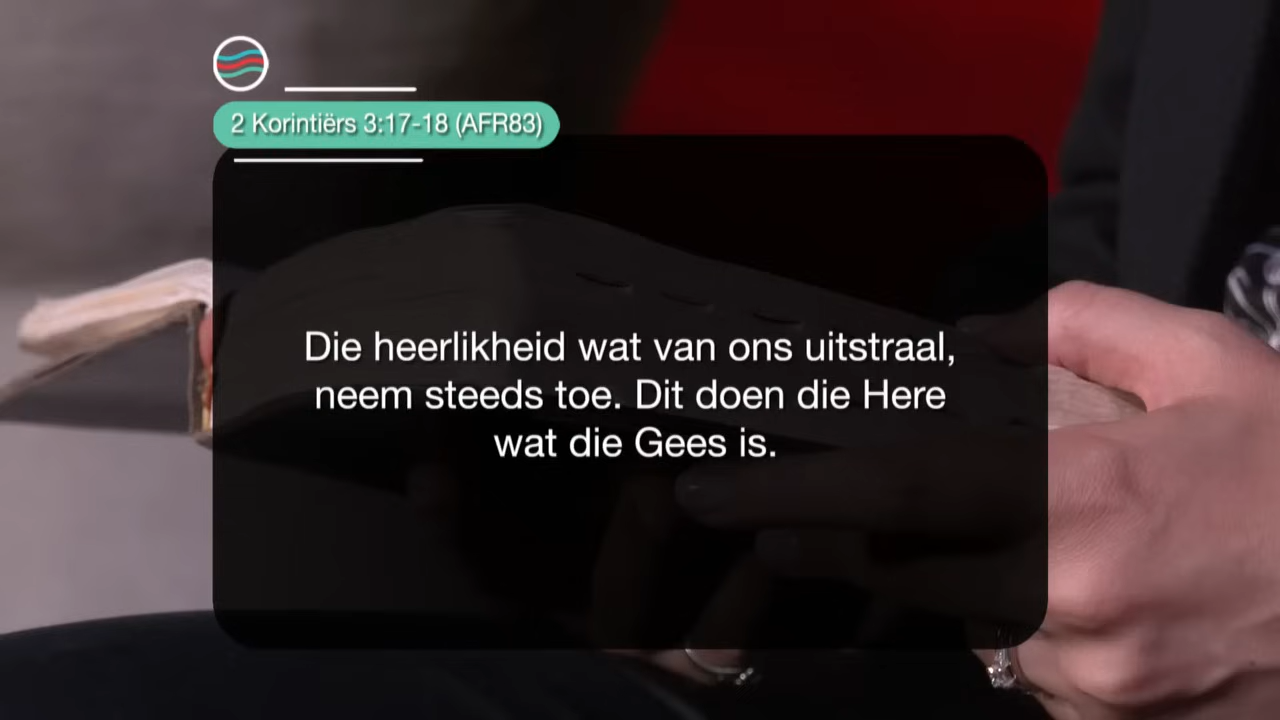 2 Korintiërs 3:17-18 (AFR83)
Die heerlikheid wat van ons uitstraal,
neem steeds toe. Dit doen die Here
wat die Gees is.